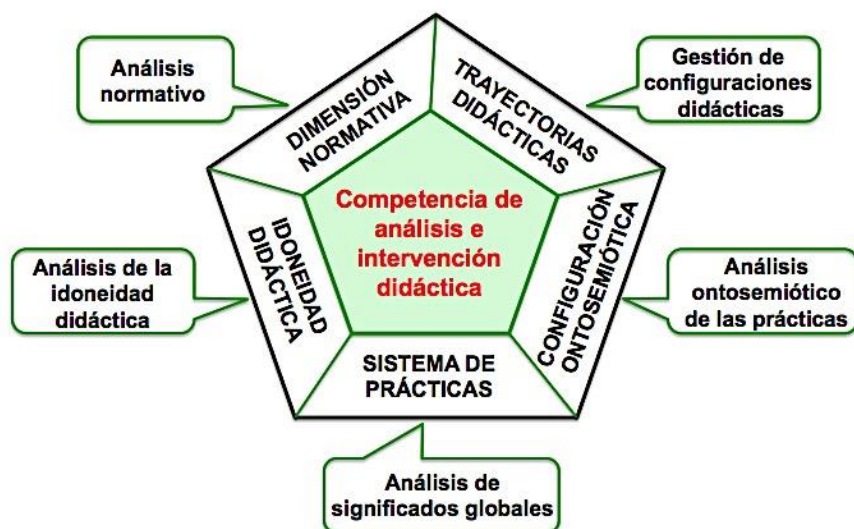 Análisis
normativo
DIMENSIÓN
NORMATIVA
TRAYECTORIAS
DIDÁCTICAS
Gestión de
configuraciones
didácticas
Competencia de
análisis e
intervención
didáctica
Análisis de la
idoneidad
didáctica
IDONEIDAD
DIDÁCTICA
CONFIGURACIÓN
ONTOSEMIÓTICA
Análisis
ontosemiótico
de las prácticas
SISTEMA DE
PRÁCTICAS
Análisis de
significados globales